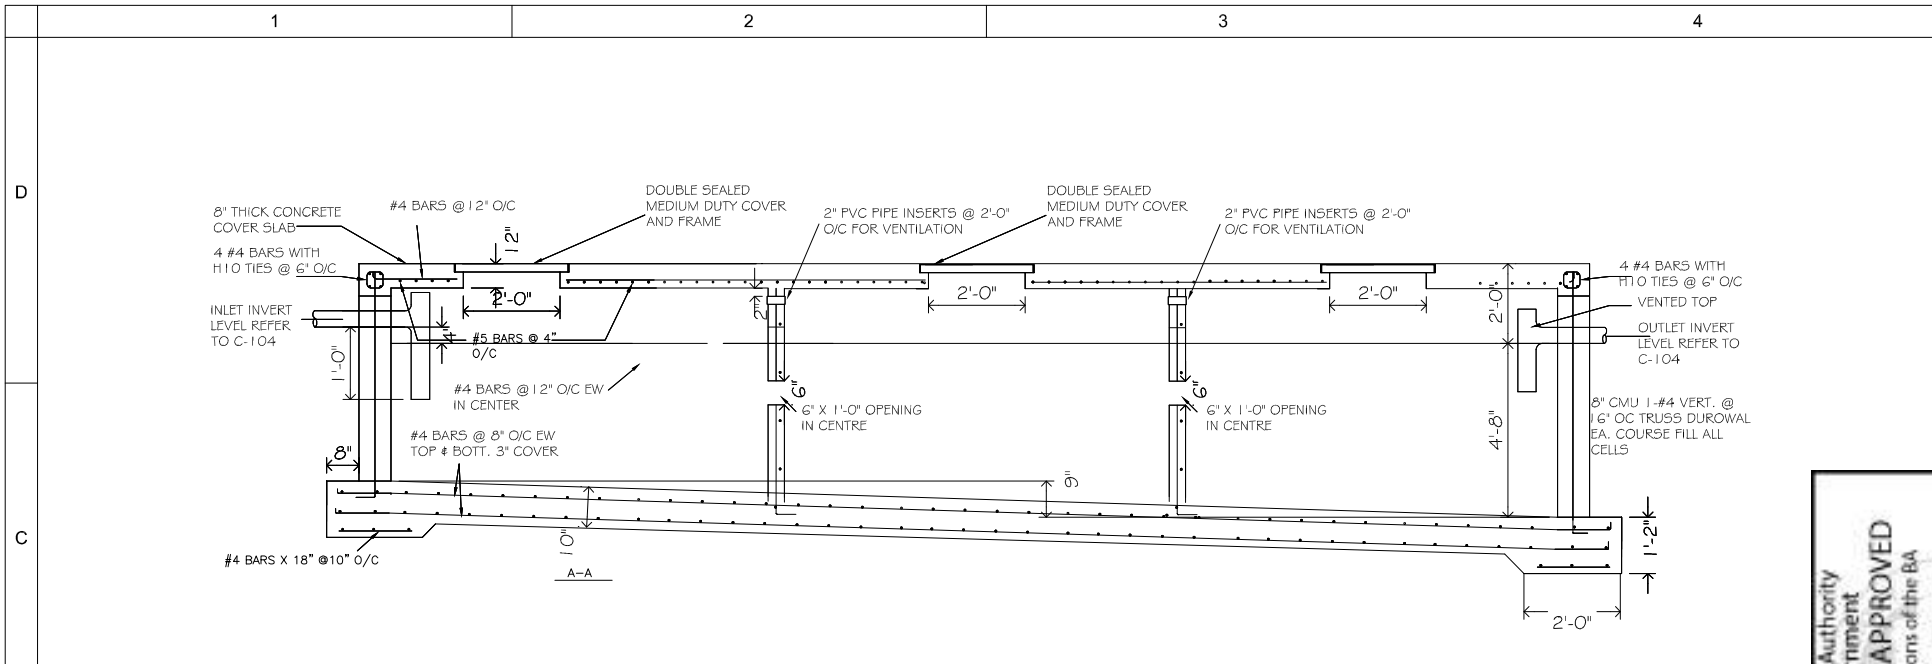 1
2
3
4
D
C
8" THICK CONCRETE
COVER SLAB
#4 BARS @12" O/C
DOUBLE SEALED
MEDIUM DUTY COVER
AND FRAME
2" PVC PIPE INSERTS @ 2'-0"
O/C FOR VENTILATION
DOUBLE SEALED
MEDIUM DUTY COVER
AND FRAME
2" PVC PIPE INSERTS @ 2'-0"
O/C FOR VENTILATION
4 #4 BARS WITH
H10 TIES @ 6" O/C
12"
4 #4 BARS WITH
H10 TIES @ 6" O/C
VENTED TOP
INLET INVERT
LEVEL REFER
TO C-104
2'-0"
2"
2'-0"
2'-0"
2'-0"
OUTLET INVERT
LEVEL REFER TO
C-104
4"
1'-0"
#5 BARS @ 4"
O/C
#4 BARS @12" O/C EW
IN CENTER
6"
6" X 1'-0" OPENING
IN CENTRE
6"
6" X 1'-0" OPENING
IN CENTRE
4'-8"
8" CMU 1-#4 VERT. @
16" OC TRUSS DUROWAL
EA. COURSE FILL ALL
CELLS
#4 BARS @ 8" O/C EW
TOP & BOTT. 3" COVER
8"
9"
10"
1'-2"
#4 BARS X 18" @10" O/C
A-A
2'-0"
Authority
nment
APPROVED
ons of the BA